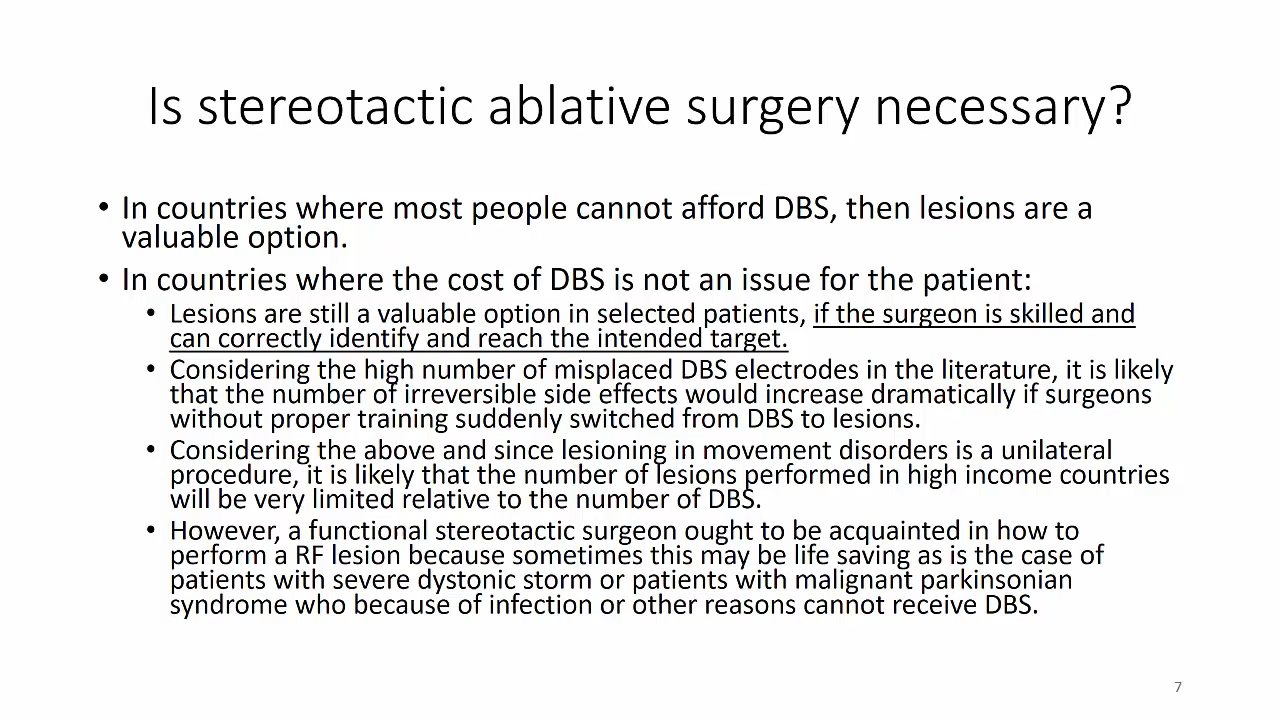 Is stereotactic ablative surgery necessary?
• In countries where most people cannot afford DBS, then lesions are a
valuable option.
• In countries where the cost of DBS is not an issue for the patient:
• Lesions are still a valuable option in selected patients, if the surgeon is skilled and
can correctly identify and reach the intended target.
• Considering the high number of misplaced DBS electrodes in the literature, it is likely
that the number of irreversible side effects would increase dramatically if surgeons
without proper training suddenly switched from DBS to lesions.
• Considering the above and since lesioning in movement disorders is a unilateral
procedure, it is likely that the number of lesions performed in high income countries
will be very limited relative to the number of DBS.
• However, a functional stereotactic surgeon ought to be acquainted in how to
perform a RF lesion because sometimes this may be life saving as is the case of
patients with severe dystonic storm or patients with malignant parkinsonian
syndrome who because of infection or other reasons cannot receive DBS.
7